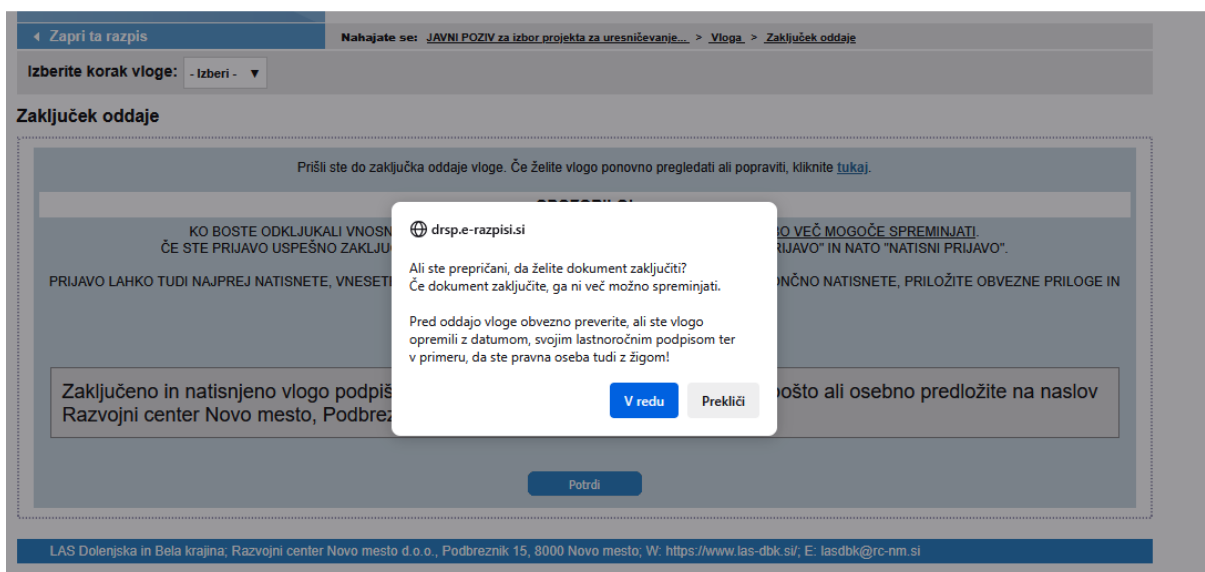 Zapri ta razpis
Nahajate se: JAVNI POZIV za izbor projekta za uresničevanje... > Vloga > Zaključek oddaje
Izberite korak vloge: - Izberi - ▼
Zaključek oddaje
Prišli ste do zaključka oddaje vloge. Če želite vlogo ponovno pregledati ali popraviti, kliknite tukaj.
KO BOSTE ODKLJUKALI VNOSN
O VEČ MOGOČE SPREMINJATI.
ČE STE PRIJAVO USPEŠNO ZAKLJU
RIJAVO" IN NATO "NATISNI PRIJAVO".
PRIJAVO LAHKO TUDI NAJPREJ NATISNETE, VNESETI
NČNO NATISNETE, PRILOŽITE OBVEZNE PRILOGE IN
drsp.e-razpisi.si
Ali ste prepričani, da želite dokument zaključiti?
Če dokument zaključite, ga ni več možno spreminjati.
Pred oddajo vloge obvezno preverite, ali ste vlogo
opremili z datumom, svojim lastnoročnim podpisom ter
v primeru, da ste pravna oseba tudi z žigom!
V redu
Prekliči
Zaključeno in natisnjeno vlogo podpiš
pošto ali osebno predložite na naslov
Razvojni center Novo mesto, Podbrez
Potrdi
LAS Dolenjska in Bela krajina; Razvojni center Novo mesto d.o.o., Podbreznik 15, 8000 Novo mesto; W: https://www.las-dbk.si/; E: lasdbk@rc-nm.si